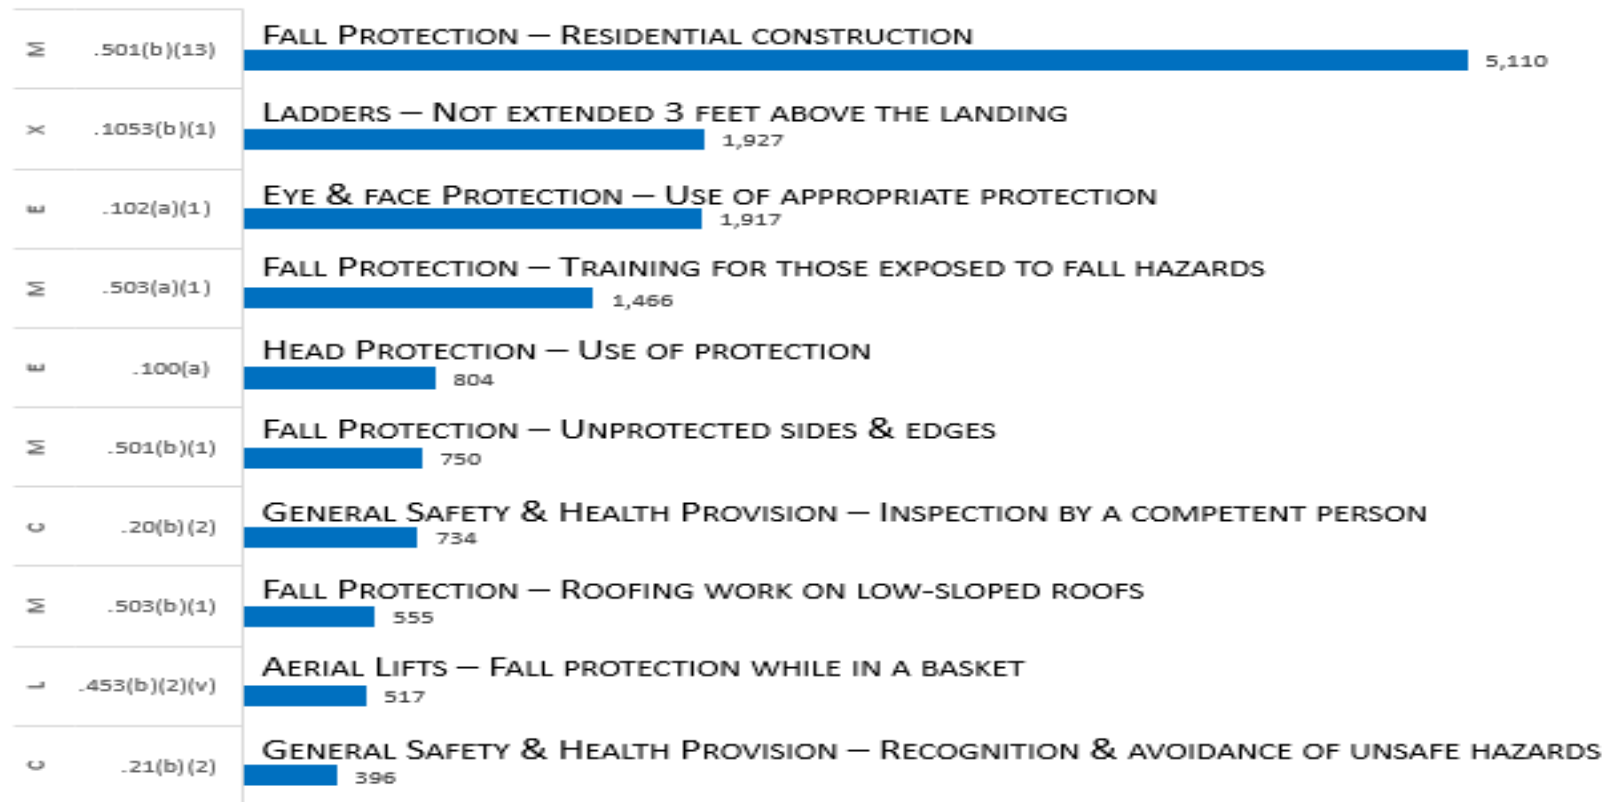 M .501(b)(13) FALL PROTECTION – RESIDENTIAL CONSTRUCTION
5,110
X .1053(b)(1) LADDERS – NOT EXTENDED 3 FEET ABOVE THE LANDING
1,927
E .102(a)(1) EYE & FACE PROTECTION – USE OF APPROPRIATE PROTECTION
1,917
M .503(a)(1) FALL PROTECTION – TRAINING FOR THOSE EXPOSED TO FALL HAZARDS
1,466
E .100(a) HEAD PROTECTION – USE OF PROTECTION
804
M .501(b)(1) FALL PROTECTION – UNPROTECTED SIDES & EDGES
750
C .20(b)(2) GENERAL SAFETY & HEALTH PROVISION – INSPECTION BY A COMPETENT PERSON
734
M .503(b)(1) FALL PROTECTION – ROOFING WORK ON LOW-SLOPED ROOFS
555
L .453(b)(2)(v) AERIAL LIFTS – FALL PROTECTION WHILE IN A BASKET
517
C .21(b)(2) GENERAL SAFETY & HEALTH PROVISION – RECOGNITION & AVOIDANCE OF UNSAFE HAZARDS
396